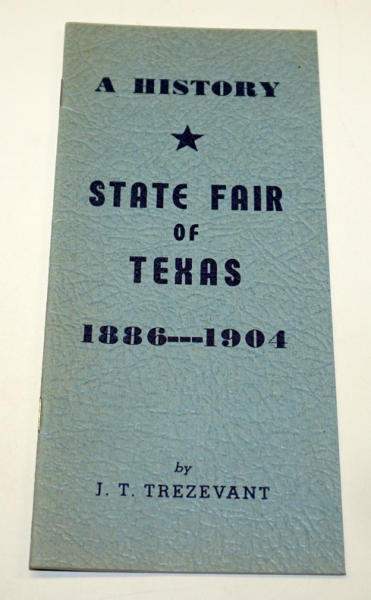 A HISTORY
STATE FAIR
OF
TEXAS
1886---1904
by
J. T. TREZEVANT